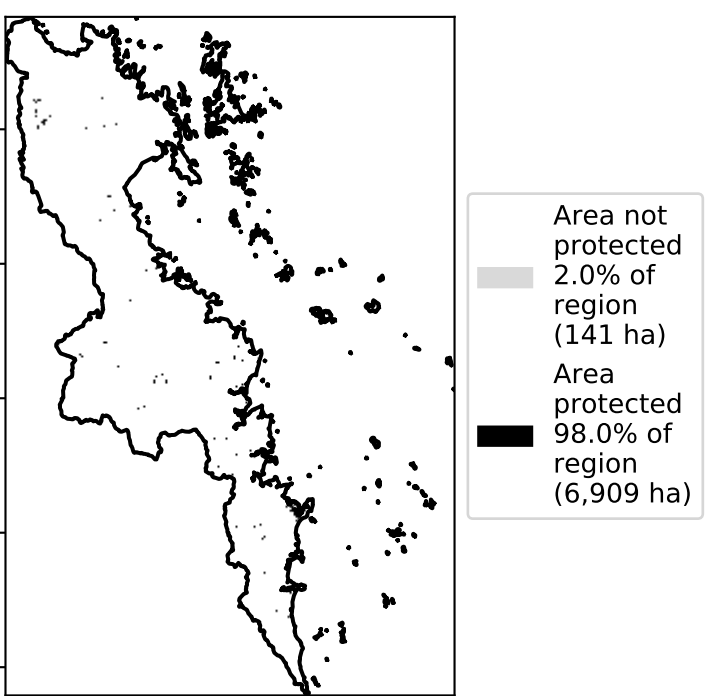 Area not
protected
2.0% of
region
(141 ha)
Area
protected
98.0% of
region
(6,909 ha)